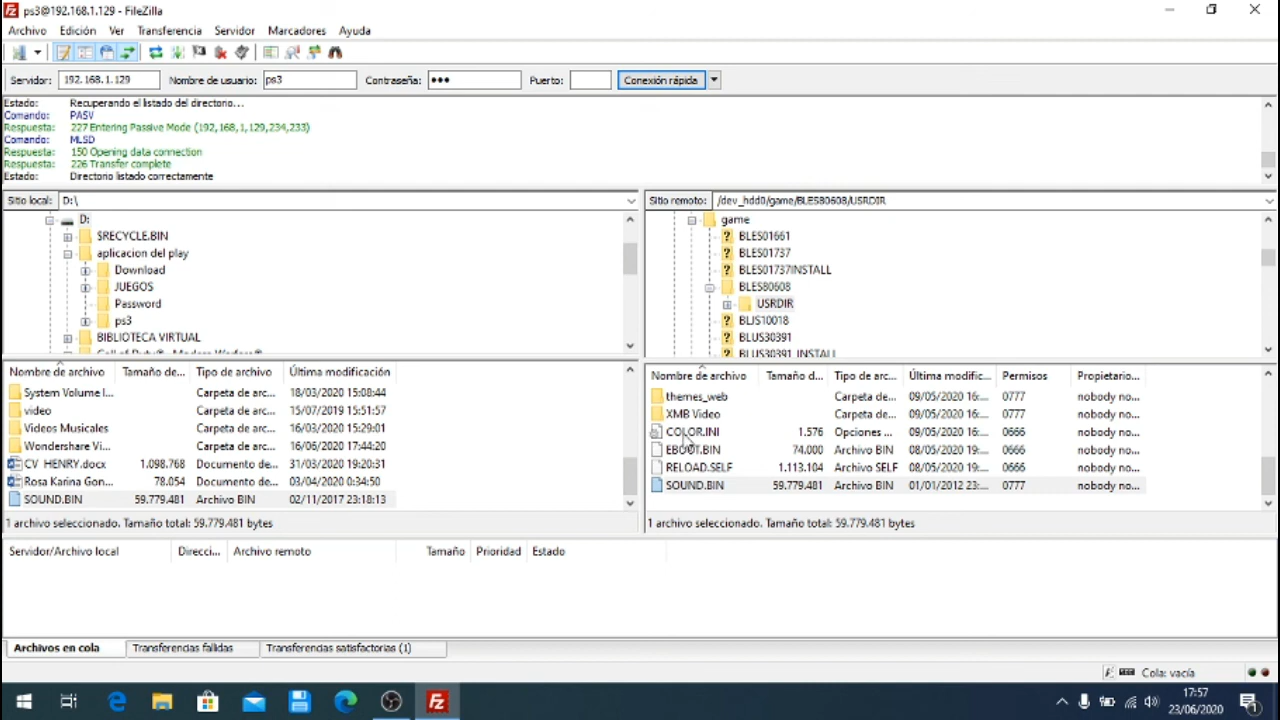 ps3@192.168.1.129 - FileZilla
Archivo Edición Ver Transferencia Servidor Marcadores Ayuda
Servidor: 192.168.1.129 Nombre de usuario: ps3 Contraseña: ●●● Puerto: Conexión rápida
Estado: Recuperando el listado del directorio...
Comando: PASV
Respuesta: 227 Entering Passive Mode (192,168,1,129,234,233)
Comando: MLSD
Respuesta: 150 Opening data connection
Respuesta: 226 Transfer complete
Estado: Directorio listado correctamente
Sitio local: D:\
D:
$RECYCLE.BIN
aplicacion del play
Download
JUEGOS
Password
ps3
BIBLIOTECA VIRTUAL
Call of Duty® - Modern Warfare®
Sitio remoto: /dev_hdd0/game/BLES80608/USRDIR
game
BLES01661
BLES01737
BLES01737INSTALL
BLES80608
USRDIR
BLJS10018
BLUS30391
BLUS30391 INSTALL
Nombre de archivo Tamaño de... Tipo de archivo Última modificación
System Volume I... Carpeta de arc... 18/03/2020 15:08:44
video Carpeta de arc... 15/07/2019 15:51:57
Videos Musicales Carpeta de arc... 16/03/2020 15:29:01
Wondershare Vi... Carpeta de arc... 16/06/2020 17:44:20
CV HENRY.docx 1.098.768 Documento de... 31/03/2020 19:20:31
Rosa Karina Gon... 78.054 Documento de... 03/04/2020 0:34:50
SOUND.BIN 59.779.481 Archivo BIN 02/11/2017 23:18:13
1 archivo seleccionado. Tamaño total: 59.779.481 bytes
Nombre de archivo Tamaño d... Tipo de arc... Última modific... Permisos Propietario...
themes_web Carpeta de... 09/05/2020 16:... 0777 nobody no...
XMB Video Carpeta de... 09/05/2020 16:... 0777 nobody no...
COLOR.INI 1.576 Opciones ... 09/05/2020 16:... 0666 nobody no...
EBOOT.BIN 74.000 Archivo BIN 08/05/2020 19:... 0666 nobody no...
RELOAD.SELF 1.113.104 Archivo SELF 08/05/2020 19:... 0666 nobody no...
SOUND.BIN 59.779.481 Archivo BIN 01/01/2012 23:... 0777 nobody no...
1 archivo seleccionado. Tamaño total: 59.779.481 bytes
Servidor/Archivo local Direcci... Archivo remoto Tamaño Prioridad Estado
Archivos en cola Transferencias fallidas Transferencias satisfactorias (1)
Cola: vacía
17:57
23/06/2020